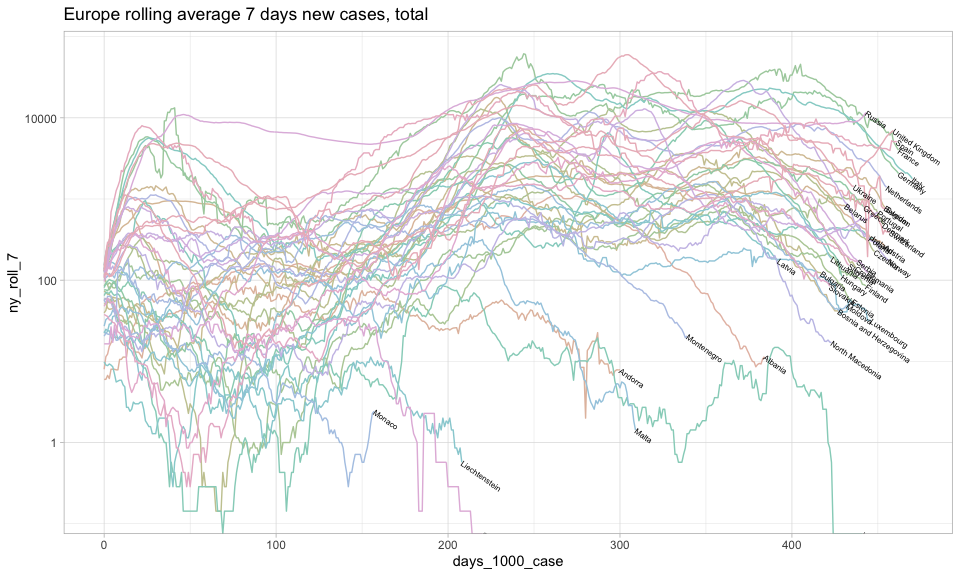 Europe rolling average 7 days new cases, total
ny_roll_7
10000
100
1
0
100
200
300
400
days_1000_case
Russia
United Kingdom
Spain
France
Italy
Germany
Netherlands
Ukraine
Portugal
Belarus
Switzerland
Austria
Norway
Serbia
Lithuania
Romania
Finland
Latvia
Bulgaria
Hungary
Slovakia
Estonia
Moldova
Luxembourg
Bosnia and Herzegovina
North Macedonia
Montenegro
Albania
Andorra
Malta
Monaco
Liechtenstein